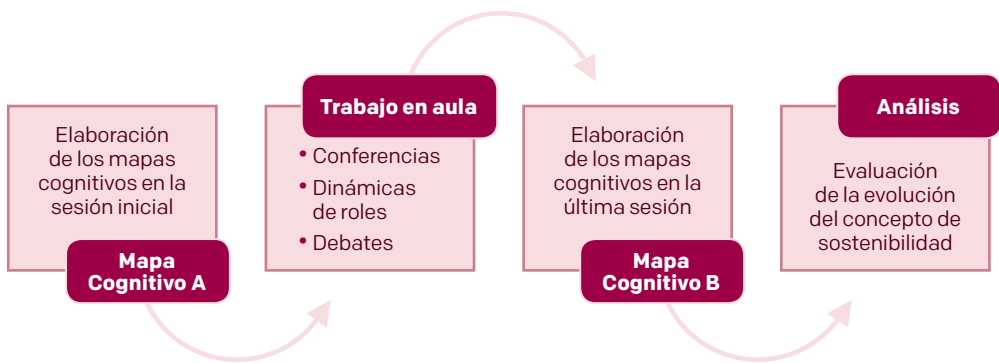 Elaboración
de los mapas
cognitivos en la
sesión inicial
Mapa
Cognitivo A
Trabajo en aula
• Conferencias
• Dinámicas
de roles
• Debates
Elaboración
de los mapas
cognitivos en la
última sesión
Mapa
Cognitivo B
Análisis
Evaluación
de la evolución
del concepto de
sostenibilidad